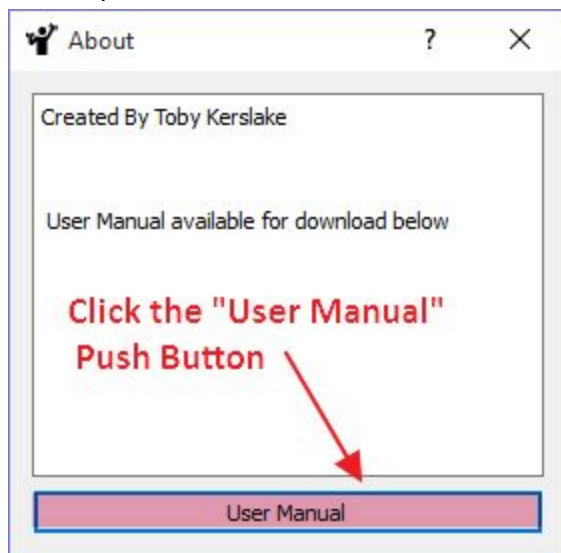 About
Created By Toby Kerslake
User Manual available for download below
Click the "User Manual"
Push Button
User Manual